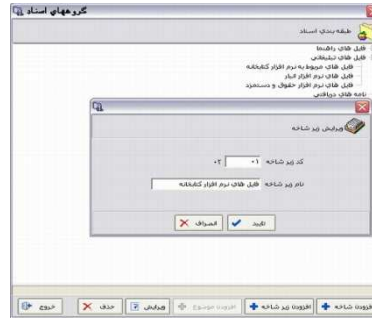 گروههاي اسناد
طبقه بندي اسناد
فایل های راهنما
فایل های تبلیغاتی
فایل های مربوط به نرم افزار کتابخانه
فایل های نرم افزار انبار
فایل های نرم افزار حقوق و دستمزد
نامه های دریافتی
ویرایش زیر شاخه
کد زیر شاخه ۰۱ ۰۲
نام زیر شاخه فایل های نرم افزار کتابخانه
تایید انصراف
افزودن شاخه افزودن زیر شاخه افزودن موضوع ویرایش حذف خروج